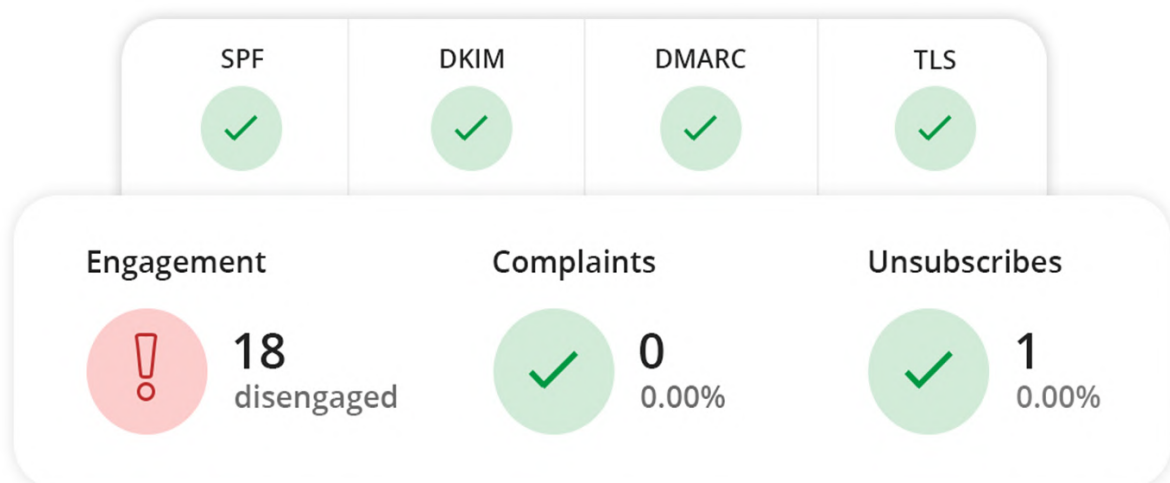 SPF
DKIM
DMARC
TLS
Engagement
Complaints
Unsubscribes
18
disengaged
0
0.00%
1
0.00%